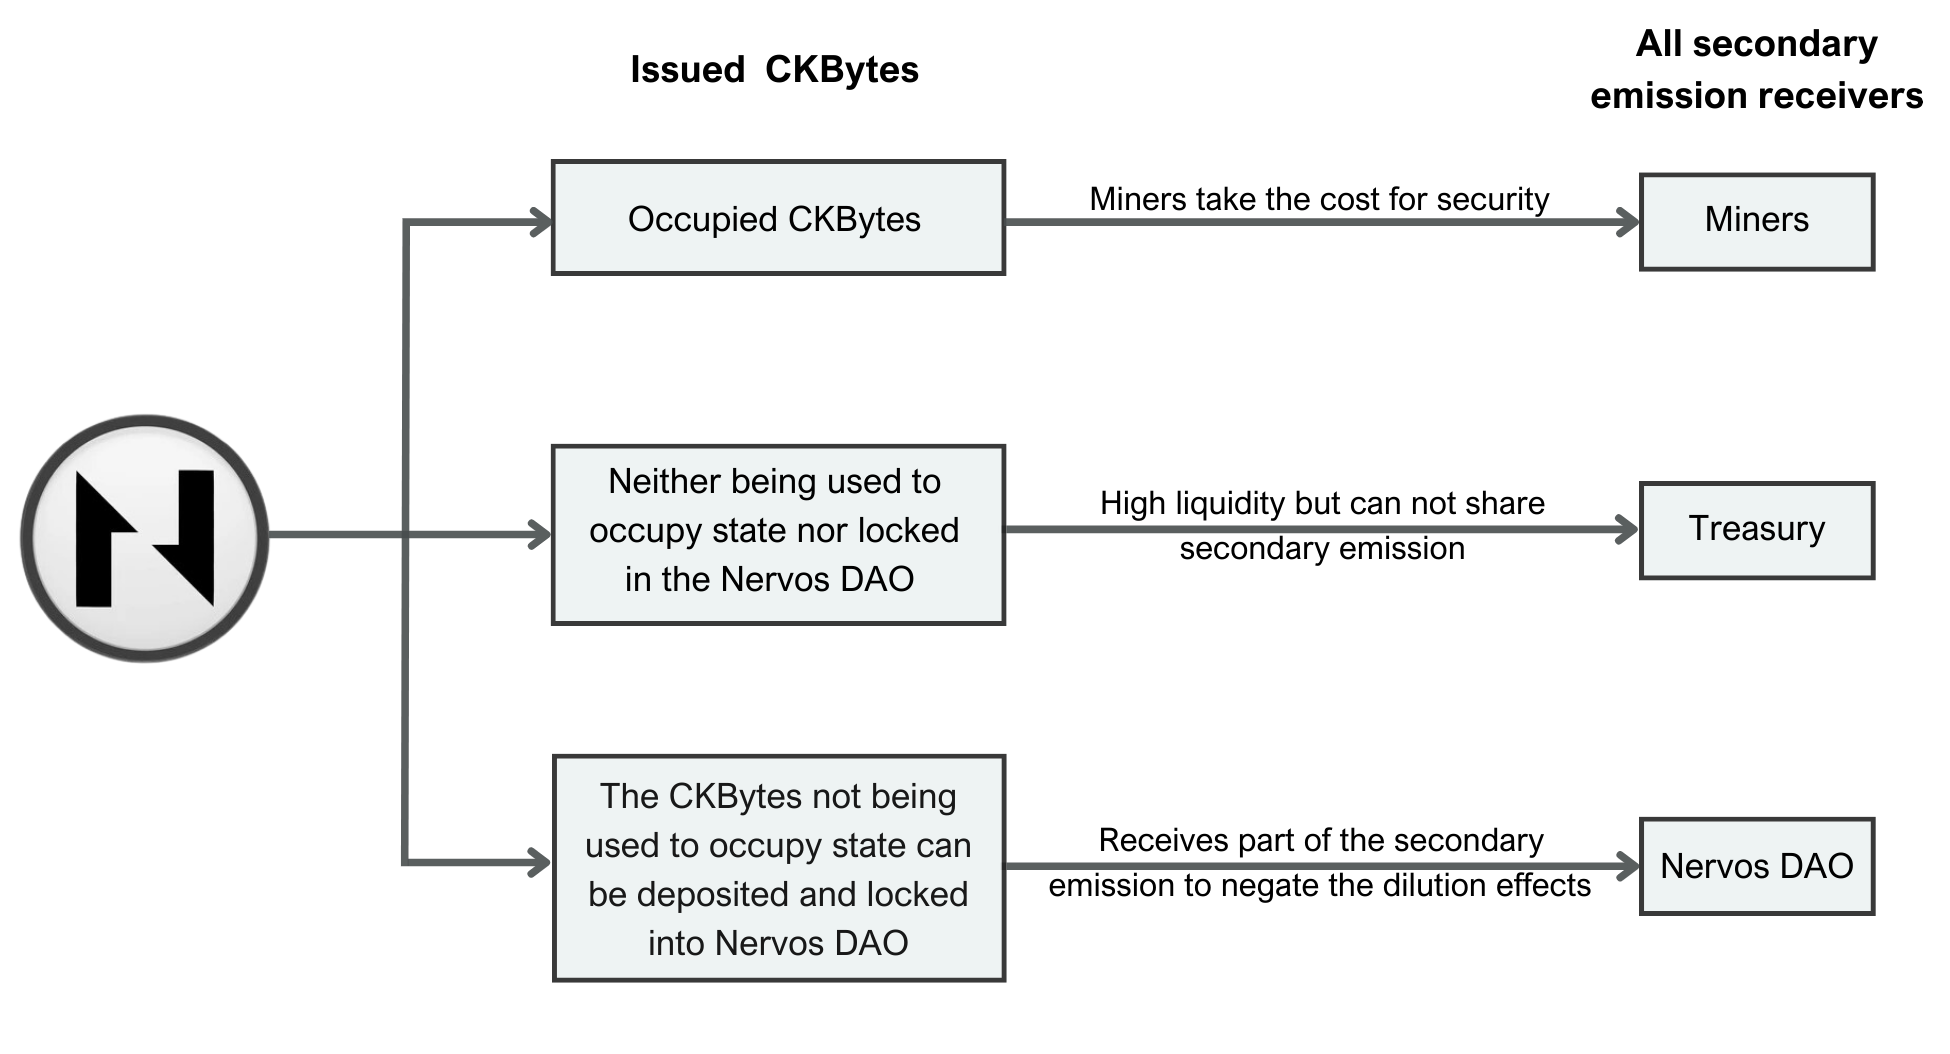 Issued  CKBytes
All secondary
emission receivers
Occupied CKBytes
Miners take the cost for security
Miners
Neither being used to
occupy state nor locked
in the Nervos DAO
High liquidity but can not share
secondary emission
Treasury
The CKBytes not being
used to occupy state can
be deposited and locked
into Nervos DAO
Receives part of the secondary
emission to negate the dilution effects
Nervos DAO